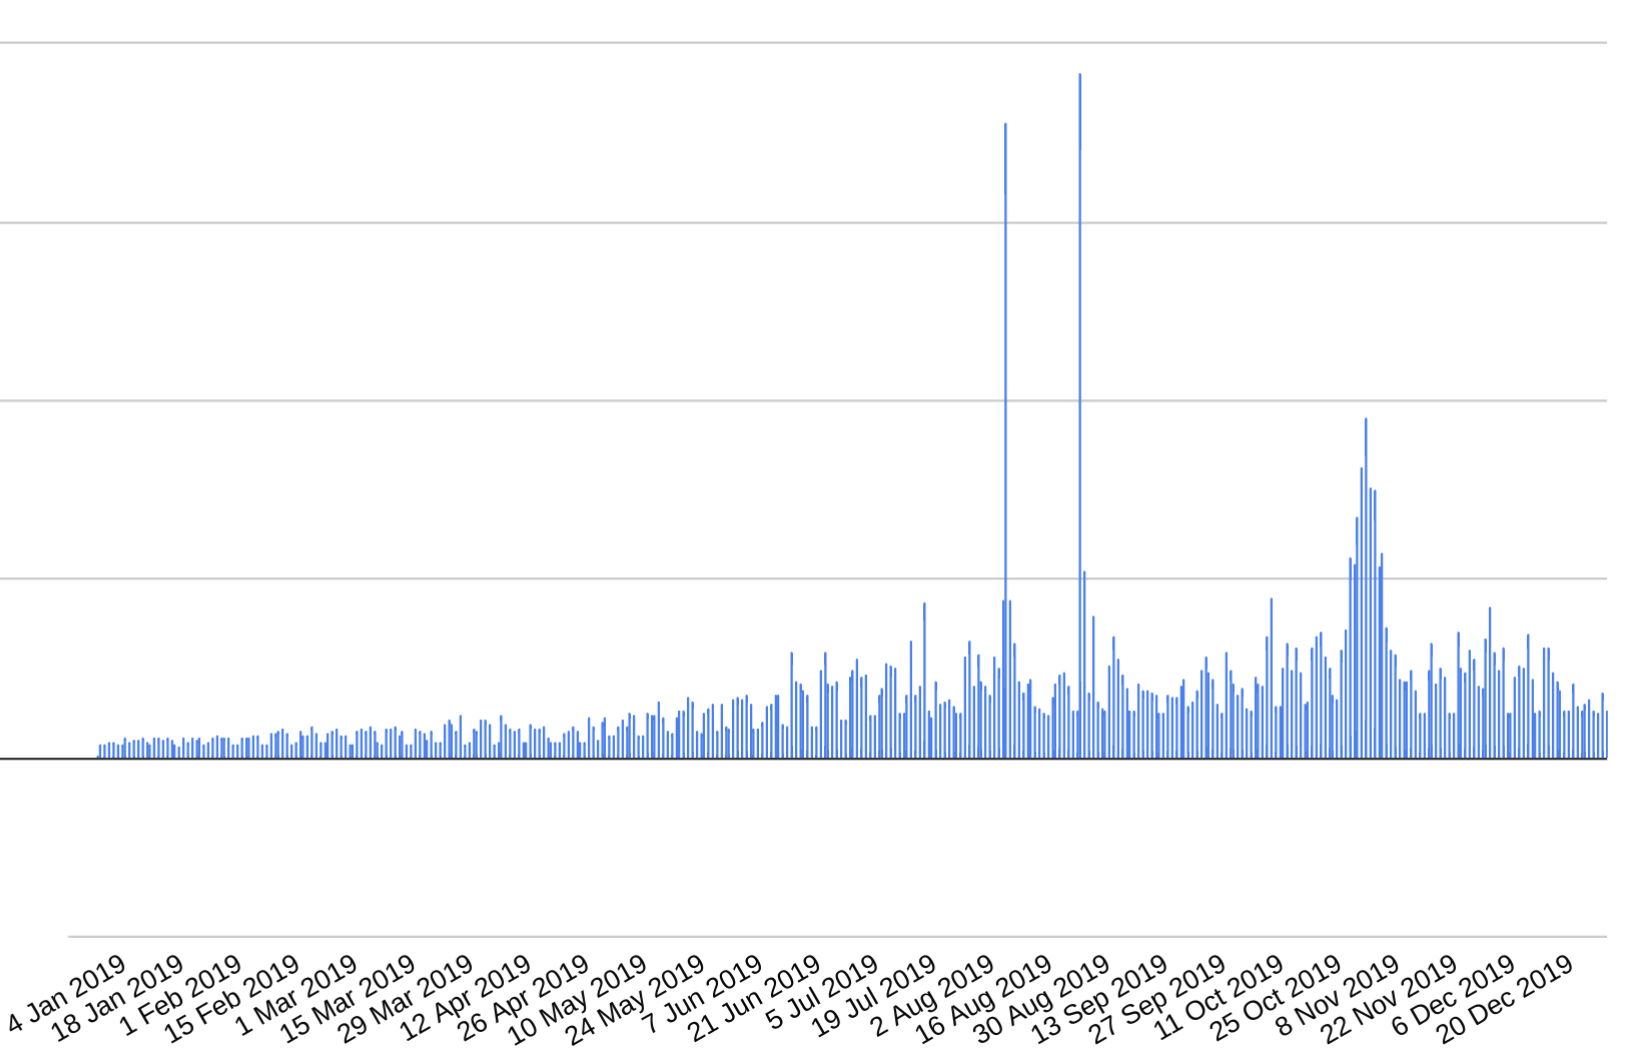 4 Jan 2019
18 Jan 2019
1 Feb 2019
15 Feb 2019
1 Mar 2019
15 Mar 2019
29 Mar 2019
12 Apr 2019
26 Apr 2019
10 May 2019
24 May 2019
7 Jun 2019
21 Jun 2019
5 Jul 2019
19 Jul 2019
2 Aug 2019
16 Aug 2019
30 Aug 2019
13 Sep 2019
27 Sep 2019
11 Oct 2019
25 Oct 2019
8 Nov 2019
22 Nov 2019
6 Dec 2019
20 Dec 2019